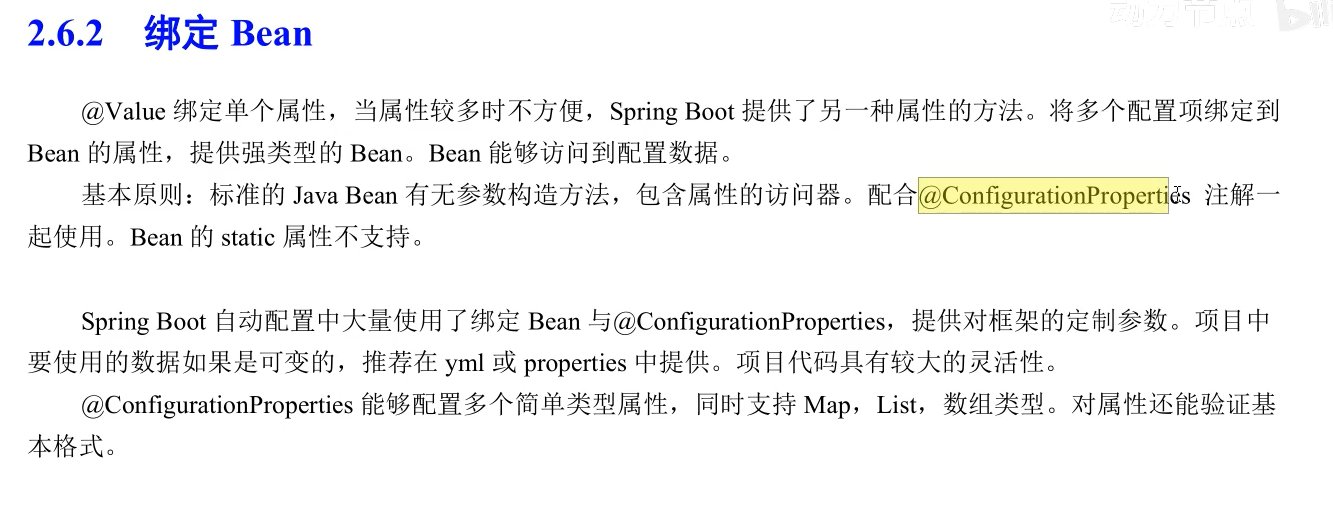 动力节点 bili
2.6.2 绑定 Bean
@Value 绑定单个属性，当属性较多时不方便，Spring Boot 提供了另一种属性的方法。将多个配置项绑定到
Bean 的属性，提供强类型的 Bean。Bean 能够访问到配置数据。
基本原则：标准的 Java Bean 有无参数构造方法，包含属性的访问器。配合@ConfigurationProperties 注解一
起使用。Bean 的 static 属性不支持。
Spring Boot 自动配置中大量使用了绑定 Bean 与@ConfigurationProperties，提供对框架的定制参数。项目中
要使用的数据如果是可变的，推荐在 yml 或 properties 中提供。项目代码具有较大的灵活性。
@ConfigurationProperties 能够配置多个简单类型属性，同时支持 Map，List，数组类型。对属性还能验证基
本格式。